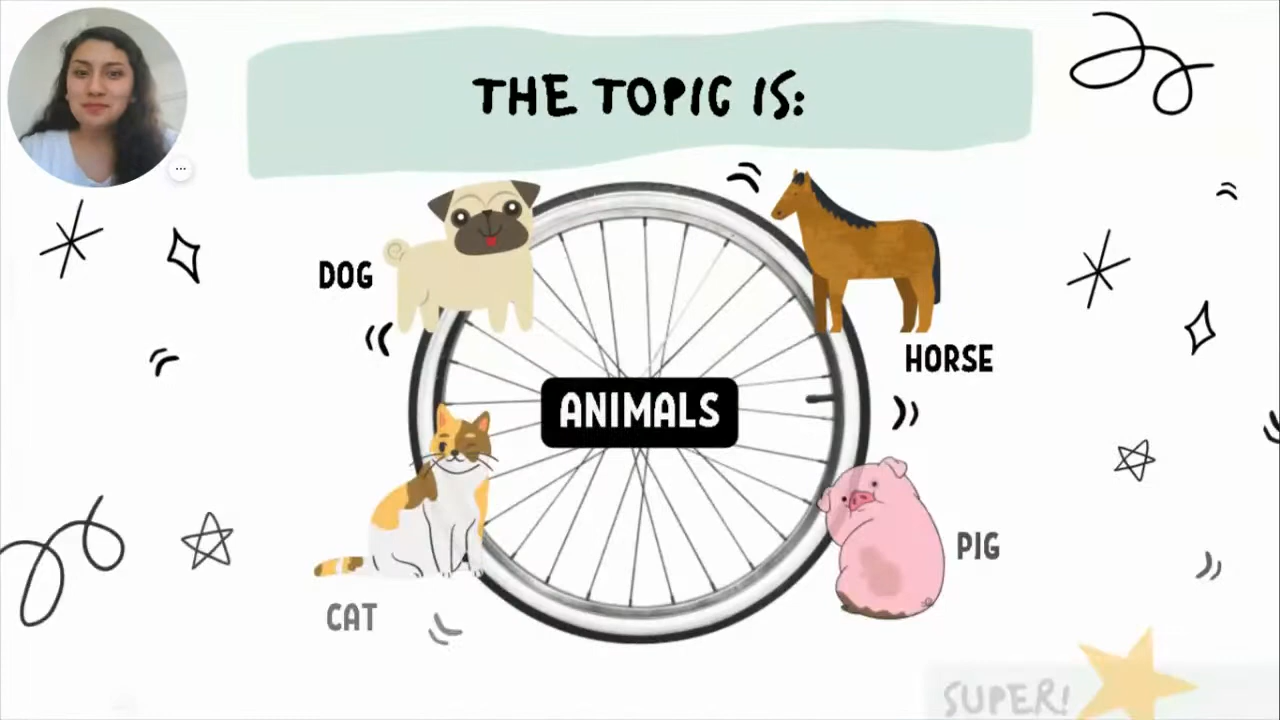 THE TOPIC IS:
DOG
HORSE
ANIMALS
PIG
CAT
SUPER!